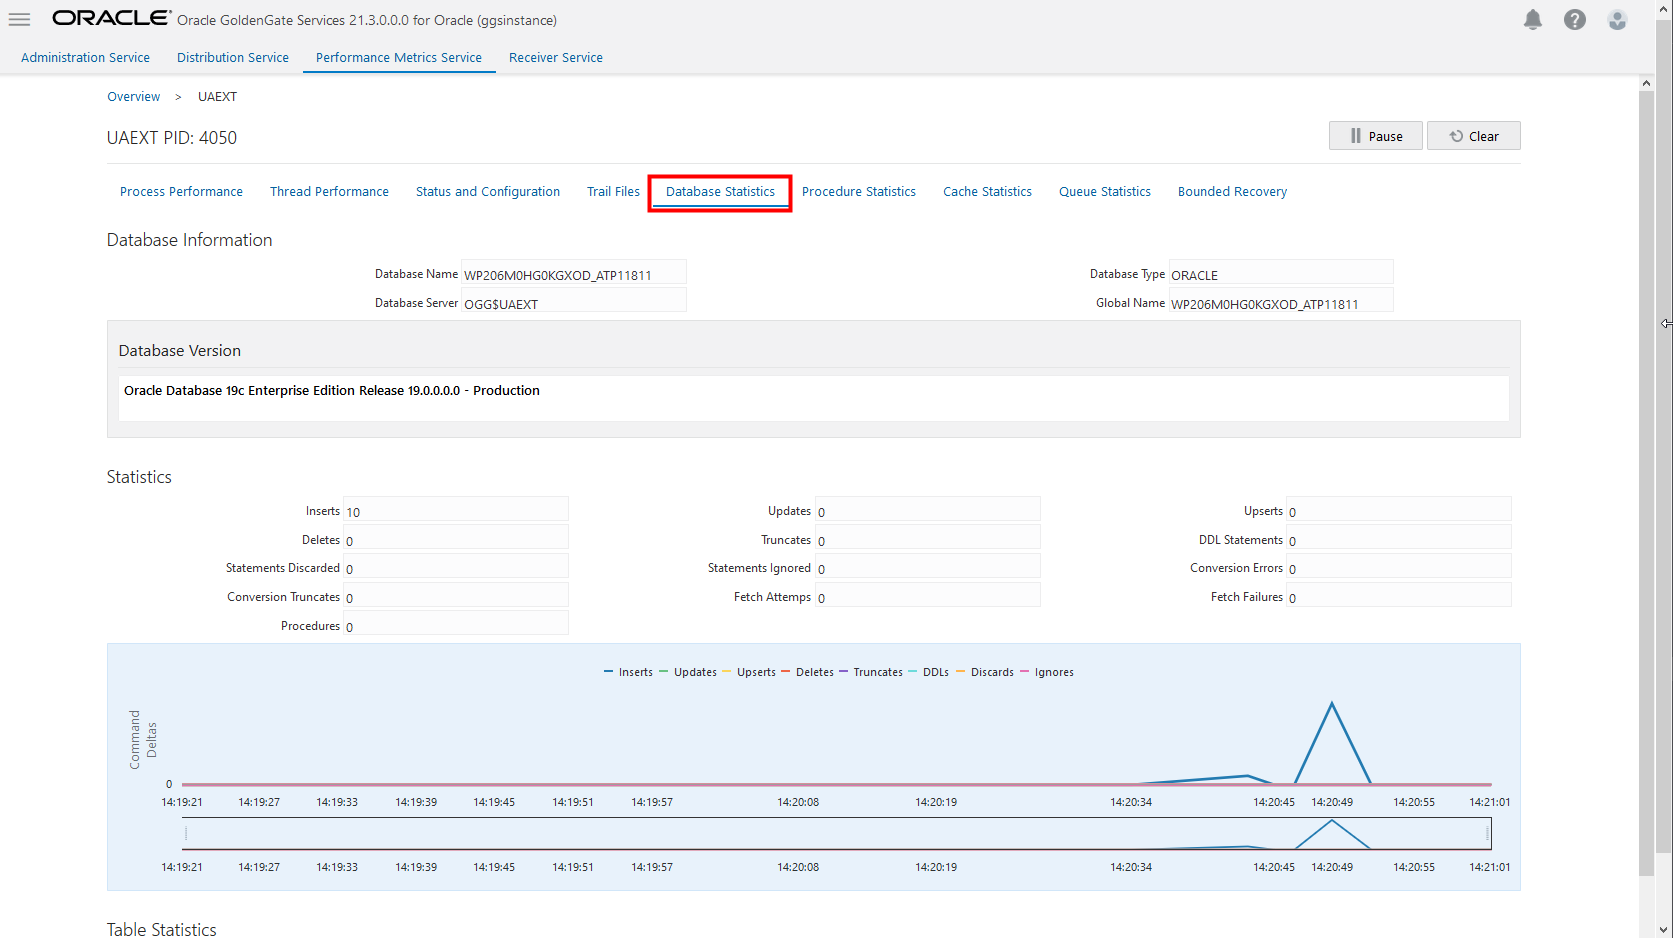 ORACLE® Oracle GoldenGate Services 21.3.0.0.0 for Oracle (ggsinstance)
Administration Service Distribution Service Performance Metrics Service Receiver Service
Overview > UAEXT
UAEXT PID: 4050
Pause Clear
Process Performance Thread Performance Status and Configuration Trail Files Database Statistics Procedure Statistics Cache Statistics Queue Statistics Bounded Recovery
Database Information
Database Name WP206M0HG0KGXOD_ATP11811 Database Type ORACLE
Database Server OGG$UAEXT Global Name WP206M0HG0KGXOD_ATP11811
Database Version
Oracle Database 19c Enterprise Edition Release 19.0.0.0.0 - Production
Statistics
Inserts 10 Updates 0 Upserts 0
Deletes 0 Truncates 0 DDL Statements 0
Statements Discarded 0 Statements Ignored 0 Conversion Errors 0
Conversion Truncates 0 Fetch Attemps 0 Fetch Failures 0
Procedures 0
Inserts Updates Upserts Deletes Truncates DDLs Discards Ignores
Command
Deltas
0
14:19:21 14:19:27 14:19:33 14:19:39 14:19:45 14:19:51 14:19:57 14:20:08 14:20:19 14:20:34 14:20:45 14:20:49 14:20:55 14:21:01
14:19:21 14:19:27 14:19:33 14:19:39 14:19:45 14:19:51 14:19:57 14:20:08 14:20:19 14:20:34 14:20:45 14:20:49 14:20:55 14:21:01
Table Statistics